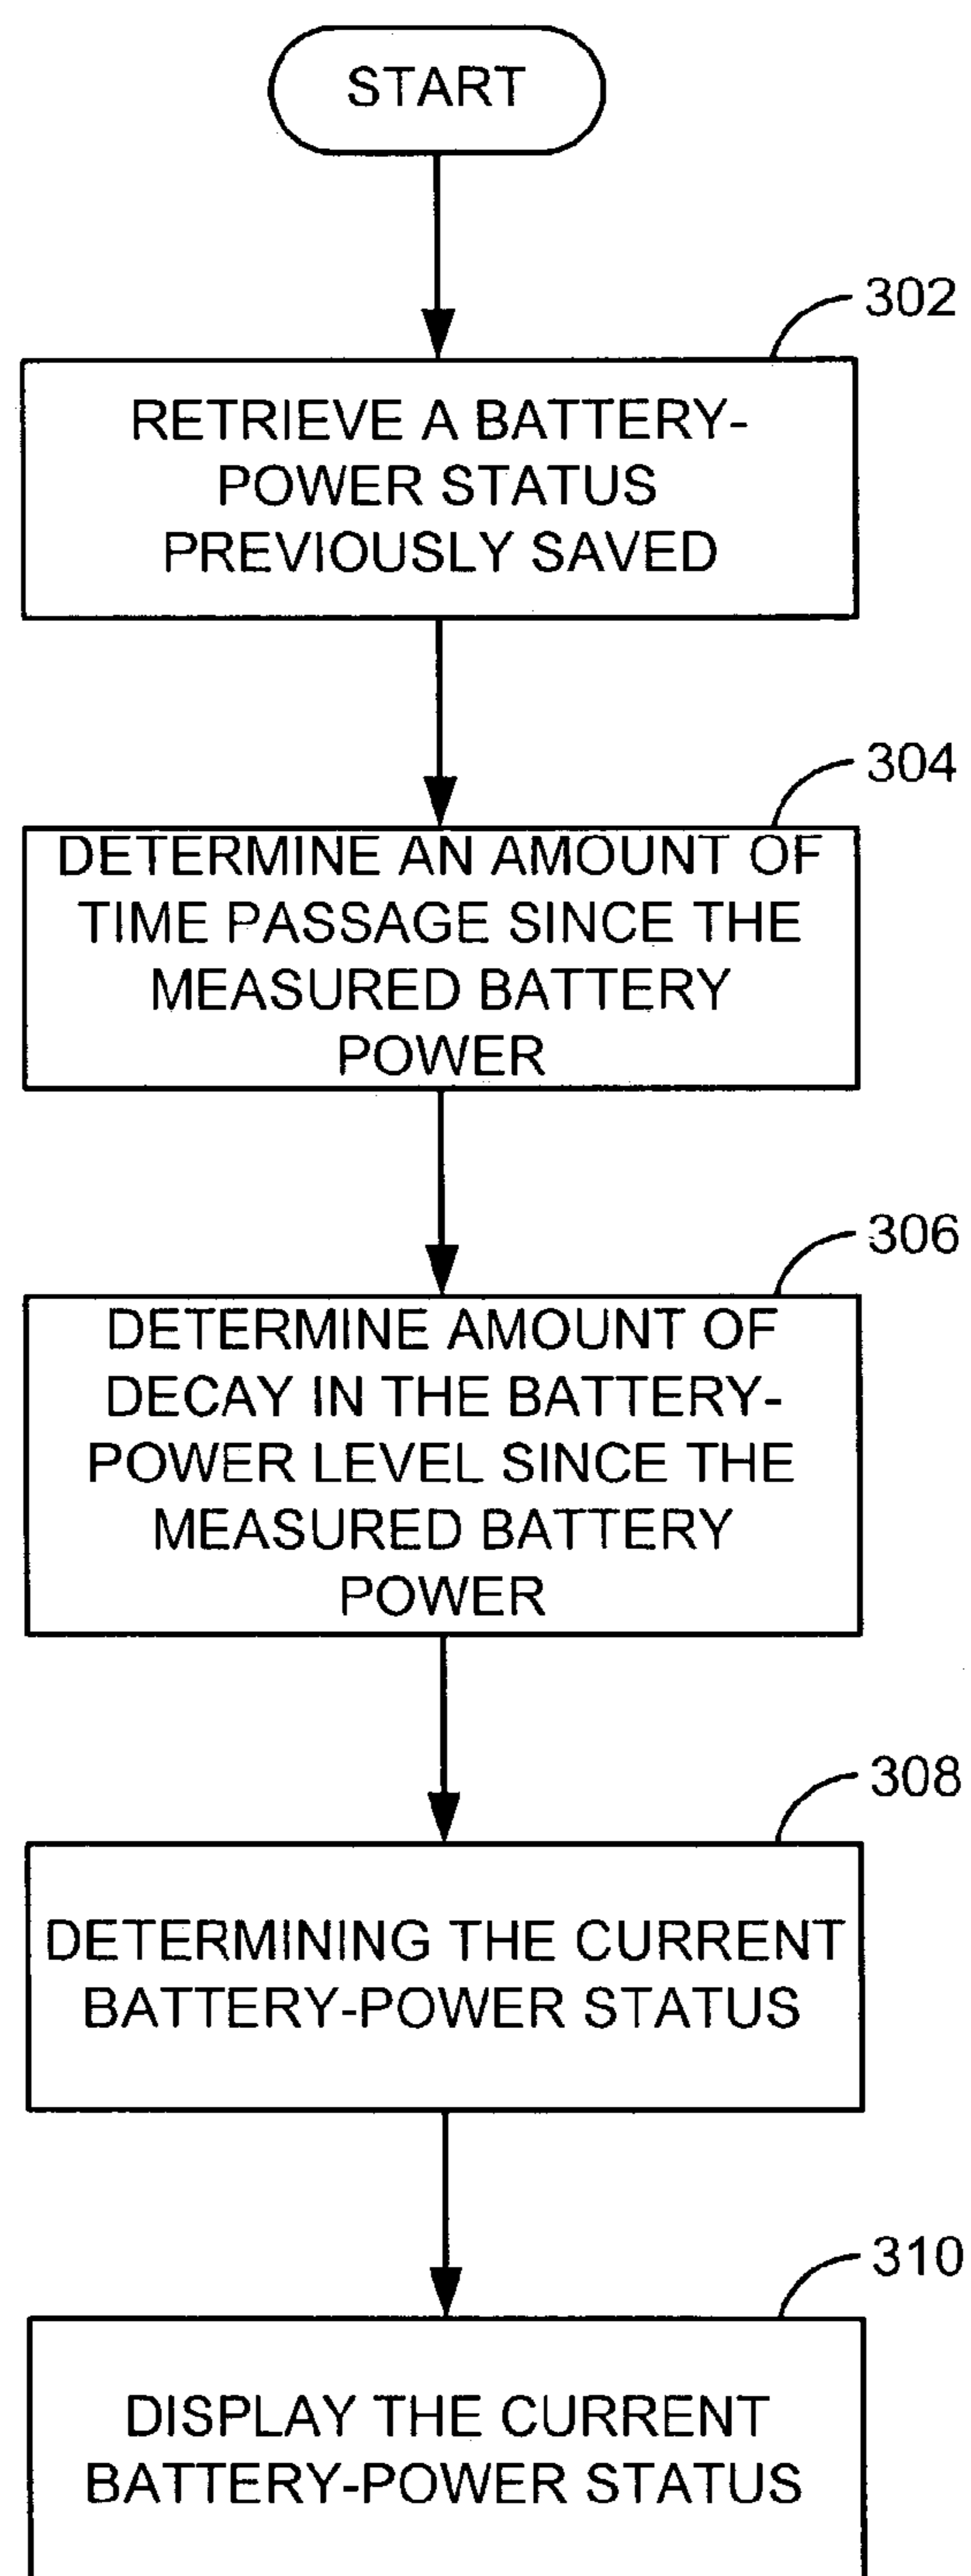 START
302
RETRIEVE A BATTERY-
POWER STATUS
PREVIOUSLY SAVED
304
DETERMINE AN AMOUNT OF
TIME PASSAGE SINCE THE
MEASURED BATTERY
POWER
306
DETERMINE AMOUNT OF
DECAY IN THE BATTERY-
POWER LEVEL SINCE THE
MEASURED BATTERY
POWER
308
DETERMINING THE CURRENT
BATTERY-POWER STATUS
310
DISPLAY THE CURRENT
BATTERY-POWER STATUS